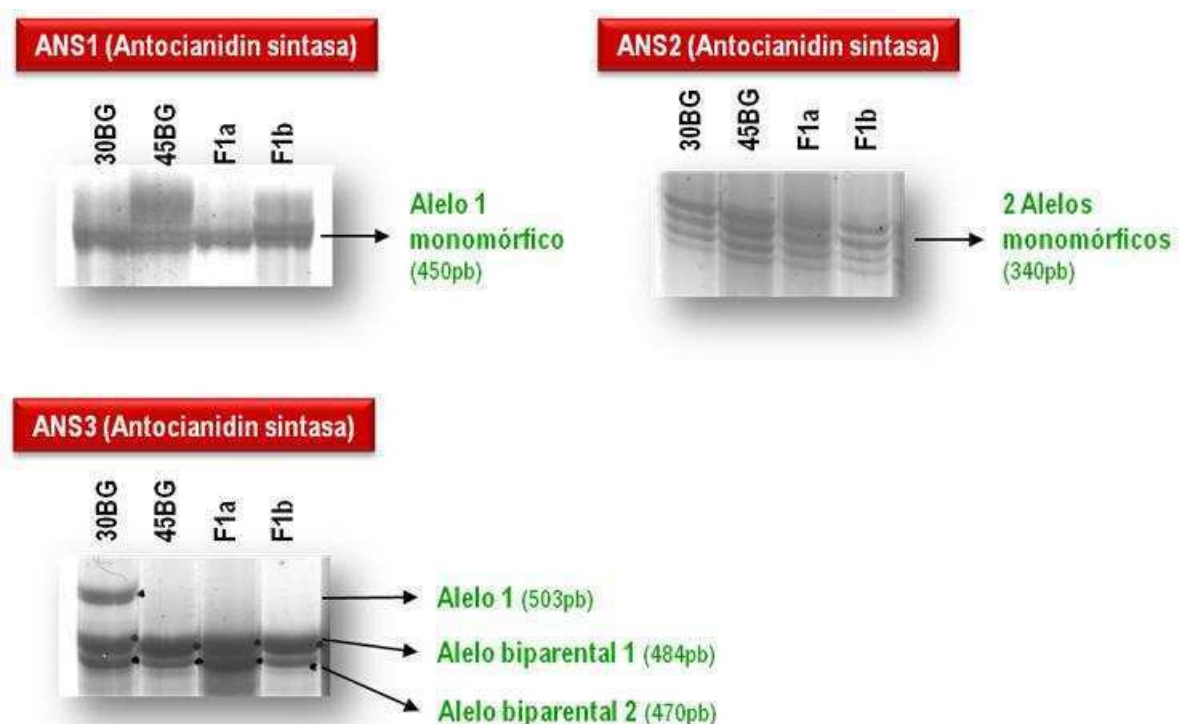 ANS1 (Antocianidin sintasa)
30BG
45BG
F1a
F1b
Alelo 1
monomórfico
(450pb)
ANS2 (Antocianidin sintasa)
30BG
45BG
F1a
F1b
2 Alelos
monomórficos
(340pb)
ANS3 (Antocianidin sintasa)
30BG
45BG
F1a
F1b
Alelo 1 (503pb)
Alelo biparental 1 (484pb)
Alelo biparental 2 (470pb)